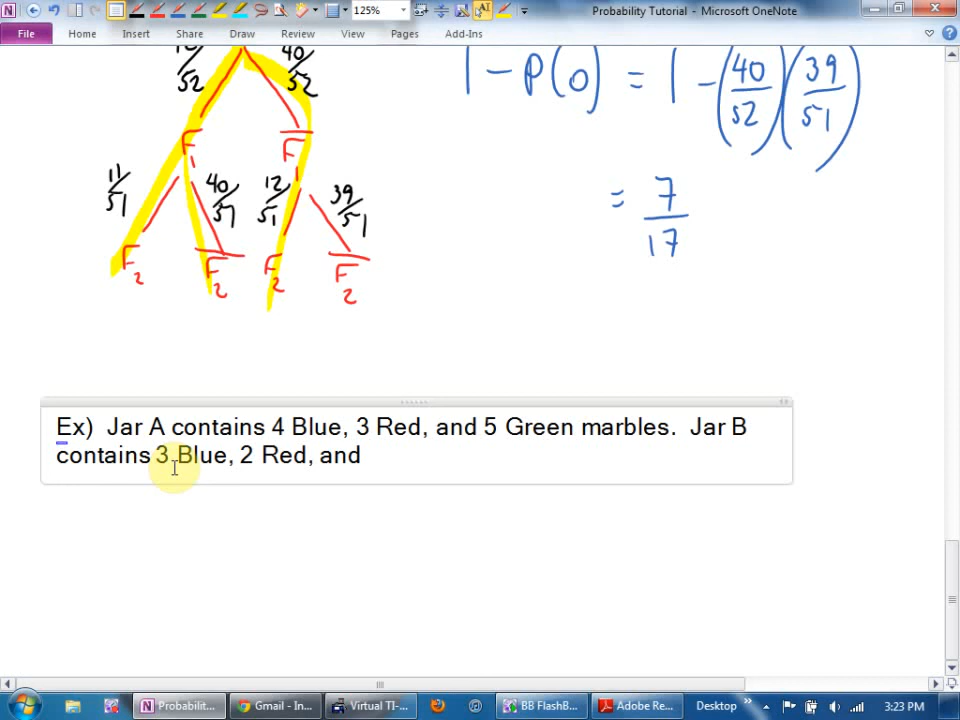 125%
Probability Tutorial - Microsoft OneNote
File Home Insert Draw Review View Pages Add-Ins
52 40/52
1 - P(0) = 1 - (40/52)(39/51)
F F
11/51 40/51 12/51 39/51
= 7/17
F2 F2 F2 F2
Ex) Jar A contains 4 Blue, 3 Red, and 5 Green marbles. Jar B
contains 3 Blue, 2 Red, and
Probabilit... Gmail - In... Virtual TI-... BB FlashB... Adobe Re... Desktop 3:23 PM